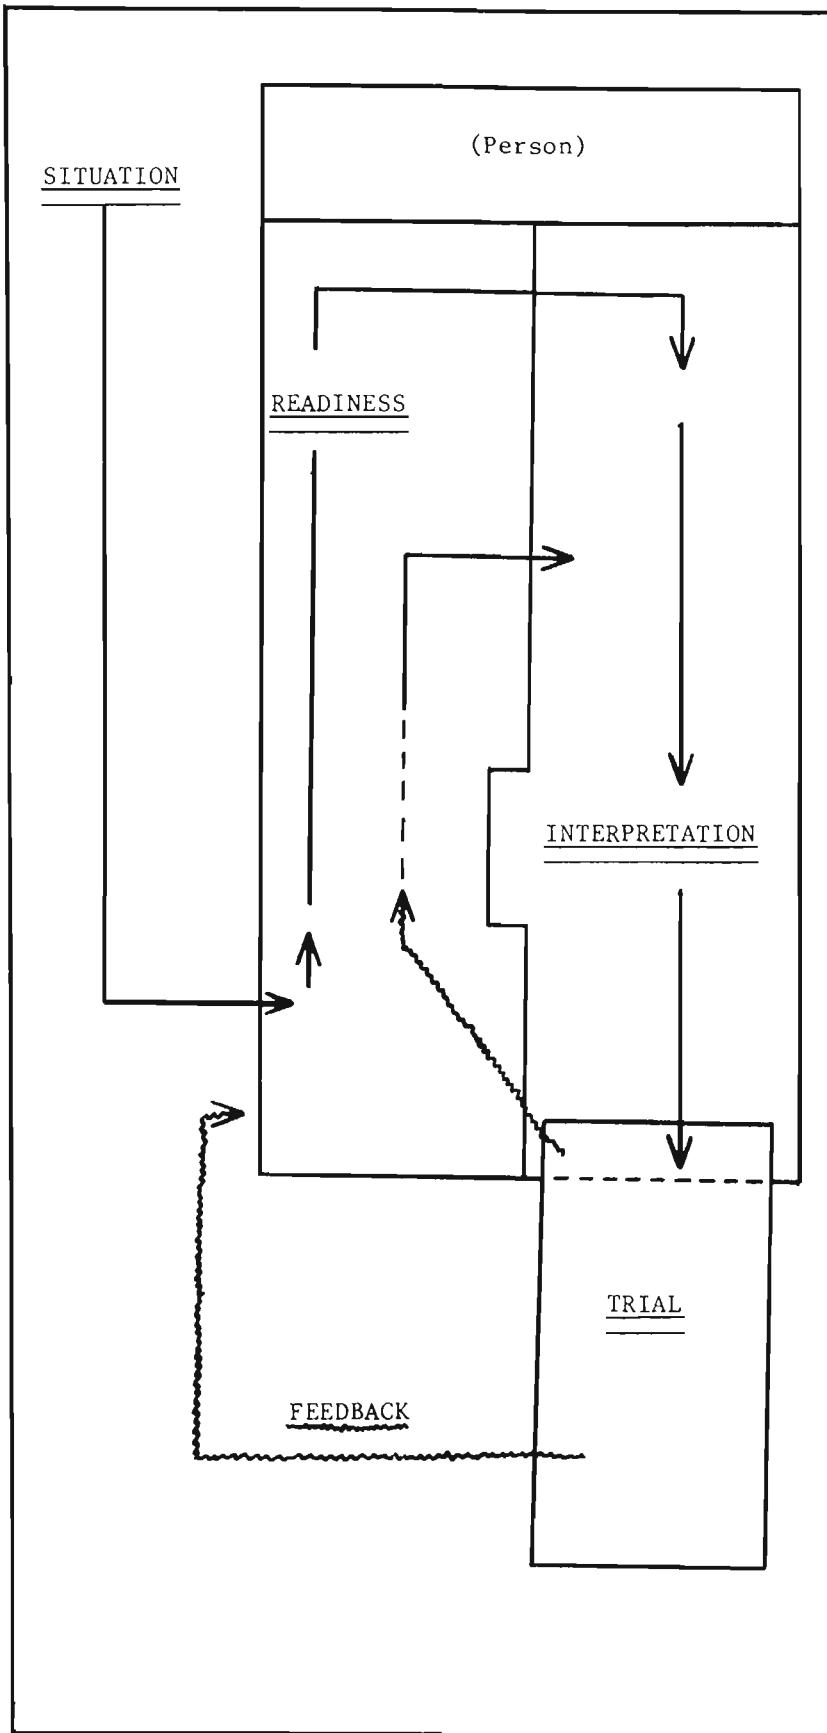 (Person)
SITUATION
READINESS
INTERPRETATION
TRIAL
FEEDBACK